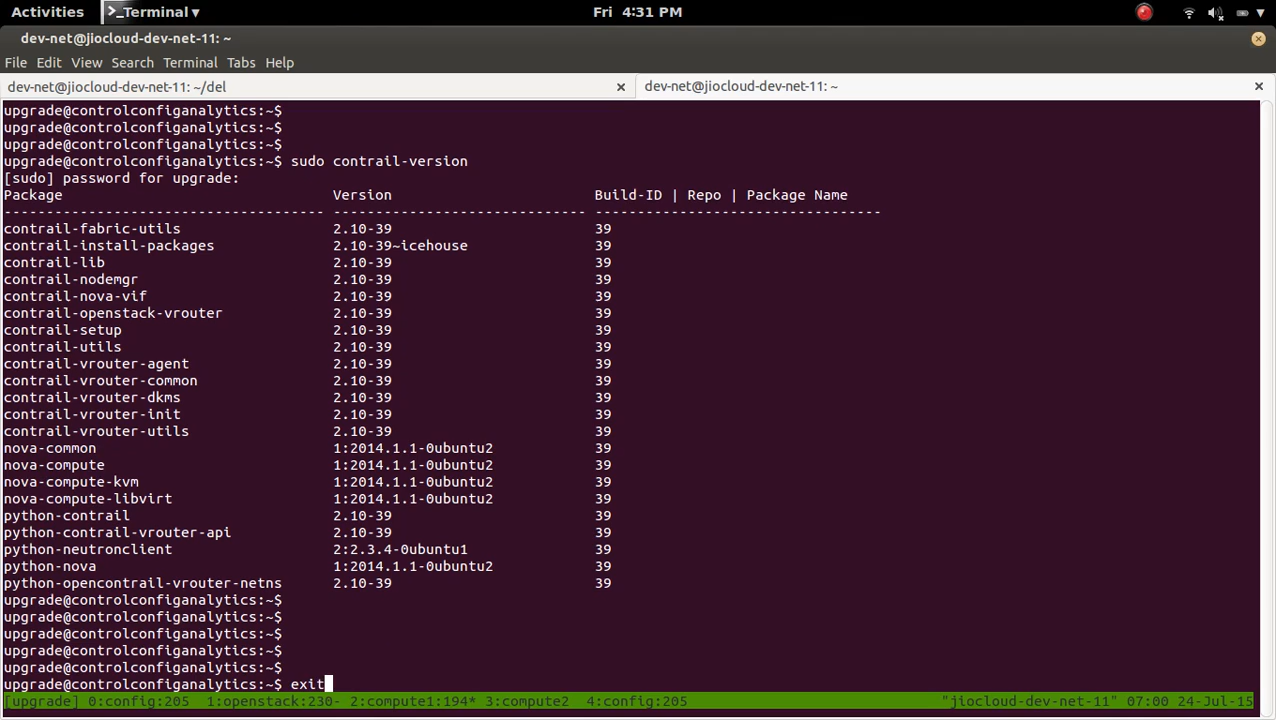 Activities >_Terminal ▾ Fri 4:31 PM
dev-net@jiocloud-dev-net-11: ~
File Edit View Search Terminal Tabs Help
dev-net@jiocloud-dev-net-11: ~/del × dev-net@jiocloud-dev-net-11: ~ ×
upgrade@controlconfiganalytics:~$
upgrade@controlconfiganalytics:~$
upgrade@controlconfiganalytics:~$
upgrade@controlconfiganalytics:~$ sudo contrail-version
[sudo] password for upgrade:
Package Version Build-ID | Repo | Package Name
-------------------------------------- ------------------------------ ----------------------------------
contrail-fabric-utils 2.10-39 39
contrail-install-packages 2.10-39~icehouse 39
contrail-lib 2.10-39 39
contrail-nodemgr 2.10-39 39
contrail-nova-vif 2.10-39 39
contrail-openstack-vrouter 2.10-39 39
contrail-setup 2.10-39 39
contrail-utils 2.10-39 39
contrail-vrouter-agent 2.10-39 39
contrail-vrouter-common 2.10-39 39
contrail-vrouter-dkms 2.10-39 39
contrail-vrouter-init 2.10-39 39
contrail-vrouter-utils 2.10-39 39
nova-common 1:2014.1.1-0ubuntu2 39
nova-compute 1:2014.1.1-0ubuntu2 39
nova-compute-kvm 1:2014.1.1-0ubuntu2 39
nova-compute-libvirt 1:2014.1.1-0ubuntu2 39
python-contrail 2.10-39 39
python-contrail-vrouter-api 2.10-39 39
python-neutronclient 2:2.3.4-0ubuntu1 39
python-nova 1:2014.1.1-0ubuntu2 39
python-opencontrail-vrouter-netns 2.10-39 39
upgrade@controlconfiganalytics:~$
upgrade@controlconfiganalytics:~$
upgrade@controlconfiganalytics:~$
upgrade@controlconfiganalytics:~$
upgrade@controlconfiganalytics:~$
upgrade@controlconfiganalytics:~$ exit
[upgrade] 0:config:205 1:openstack:230- 2:compute1:194* 3:compute2 4:config:205 "jiocloud-dev-net-11" 07:00 24-Jul-15